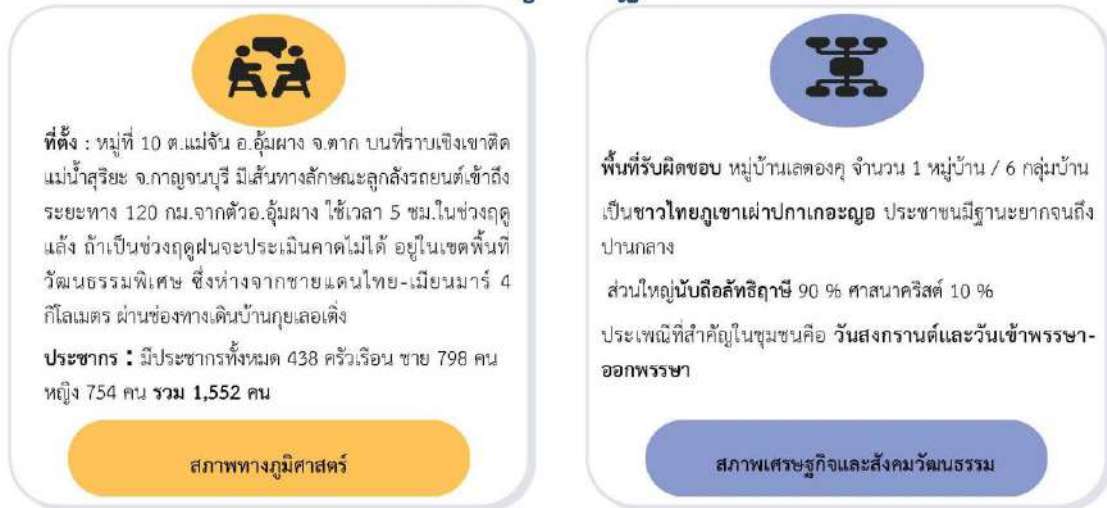 ที่ตั้ง : หมู่ที่ 10 ต.แม่จัน อ.อุ้มผาง จ.ตาก บนที่ราบเชิงเขาติด
แม่น้ำสุริยะ จ.กาญจนบุรี มีเส้นทางลักษณะลูกลังรถยนต์เข้าถึง
ระยะทาง 120 กม.จากตัวอ.อุ้มผาง ใช้เวลา 5 ชม.ในช่วงฤดู
แล้ง ถ้าเป็นช่วงฤดูฝนจะประเมินคาดไม่ได้ อยู่ในเขตพื้นที่
วัฒนธรรมพิเศษ ซึ่งห่างจากชายแดนไทย-เมียนมาร์ 4
กิโลเมตร ผ่านช่องทางเดินบ้านกุยเลอเติ่ง
ประชากร : มีประชากรทั้งหมด 438 ครัวเรือน ชาย 798 คน
หญิง 754 คน รวม 1,552 คน
สภาพทางภูมิศาสตร์
พื้นที่รับผิดชอบ หมู่บ้านเลตองคุ จำนวน 1 หมู่บ้าน / 6 กลุ่มบ้าน
เป็นชาวไทยภูเขาเผ่าปกาเกอะญอ ประชาชนมีฐานะยากจนถึง
ปานกลาง
ส่วนใหญ่นับถือลัทธิฤาษี 90 % ศาสนาคริสต์ 10 %
ประเพณีที่สำคัญในชุมชนคือ วันสงกรานต์และวันเข้าพรรษา-
ออกพรรษา
สภาพเศรษฐกิจและสังคมวัฒนธรรม